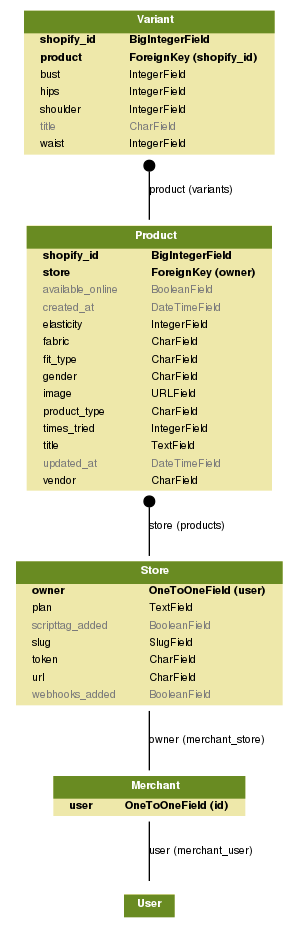 Variant
shopify_id BigIntegerField
product ForeignKey (shopify_id)
bust IntegerField
hips IntegerField
shoulder IntegerField
title CharField
waist IntegerField
product (variants)
Product
shopify_id BigIntegerField
store ForeignKey (owner)
available_online BooleanField
created_at DateTimeField
elasticity IntegerField
fabric CharField
fit_type CharField
gender CharField
image URLField
product_type CharField
times_tried IntegerField
title TextField
updated_at DateTimeField
vendor CharField
store (products)
Store
owner OneToOneField (user)
plan TextField
scripttag_added BooleanField
slug SlugField
token CharField
url CharField
webhooks_added BooleanField
owner (merchant_store)
Merchant
user OneToOneField (id)
user (merchant_user)
User